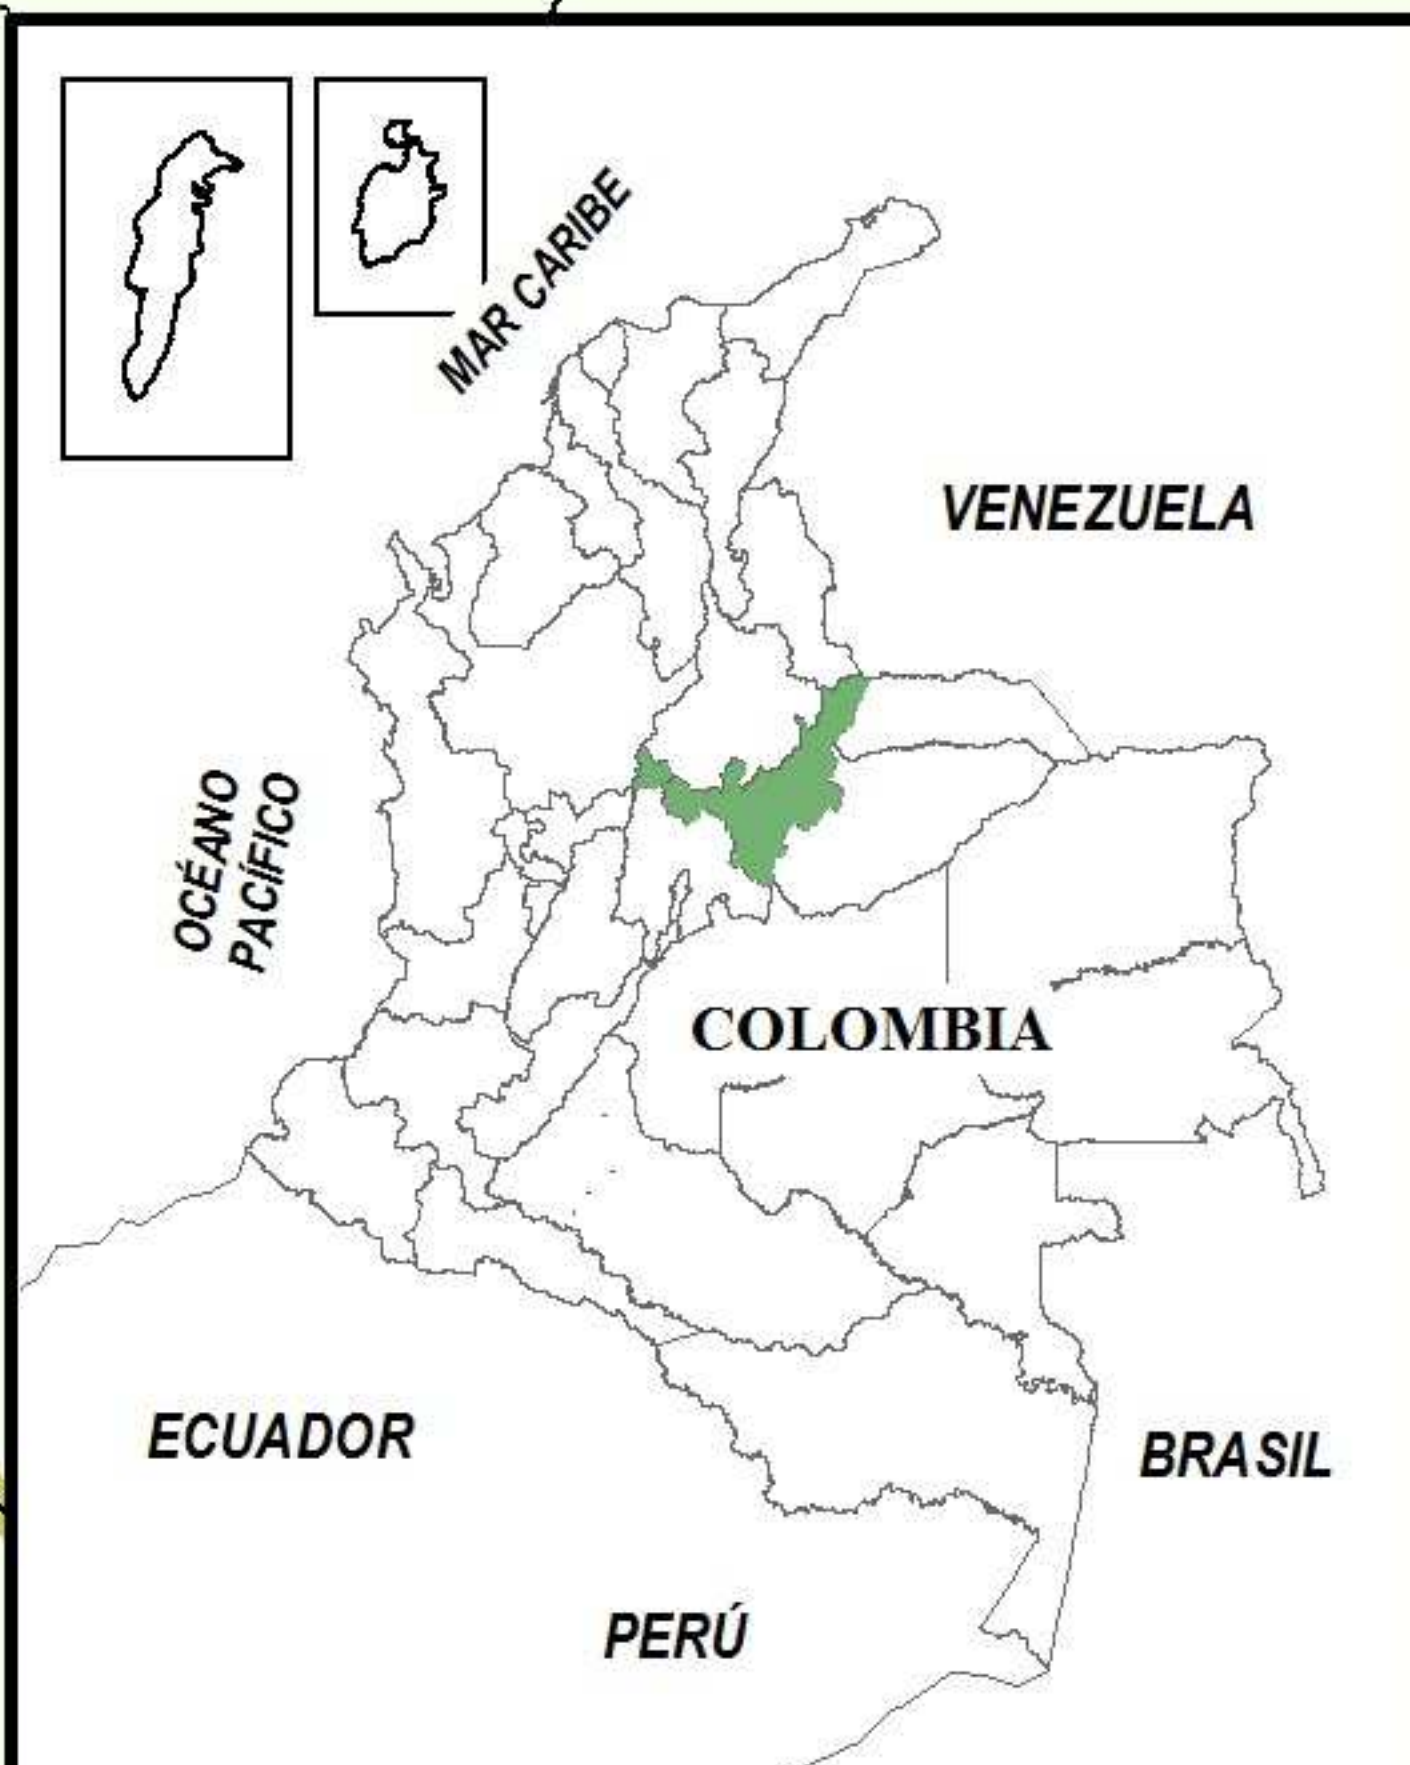 MAR CARIBE
VENEZUELA
OCÉANO
PACÍFICO
COLOMBIA
ECUADOR
BRASIL
PERÚ